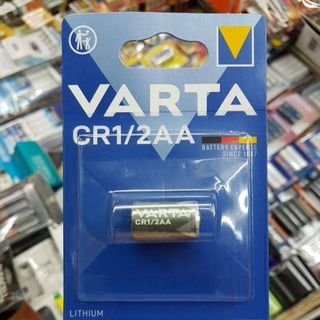 VARTA
CR1/2AA
BATTERY EXPERTS
SINCE 1887
VARTA
CR1/2AA
LITHIUM